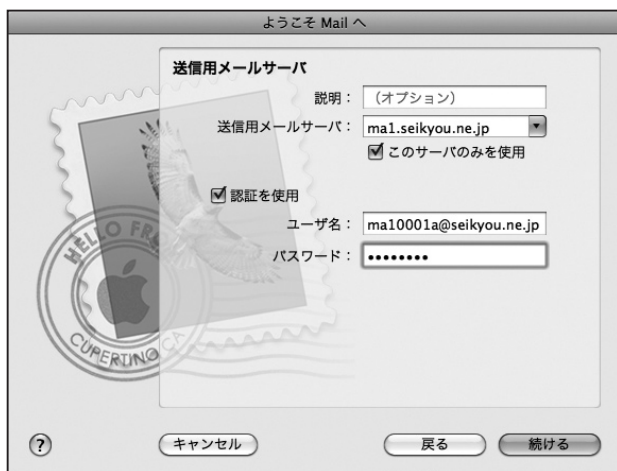 ようこそ Mail へ
送信用メールサーバ
説明： （オプション）
送信用メールサーバ： ma1.seikyou.ne.jp
このサーバのみを使用
認証を使用
ユーザ名： ma10001a@seikyou.ne.jp
パスワード： ••••••••
HELLO FR
CUPERTINO CA
? キャンセル 戻る 続ける